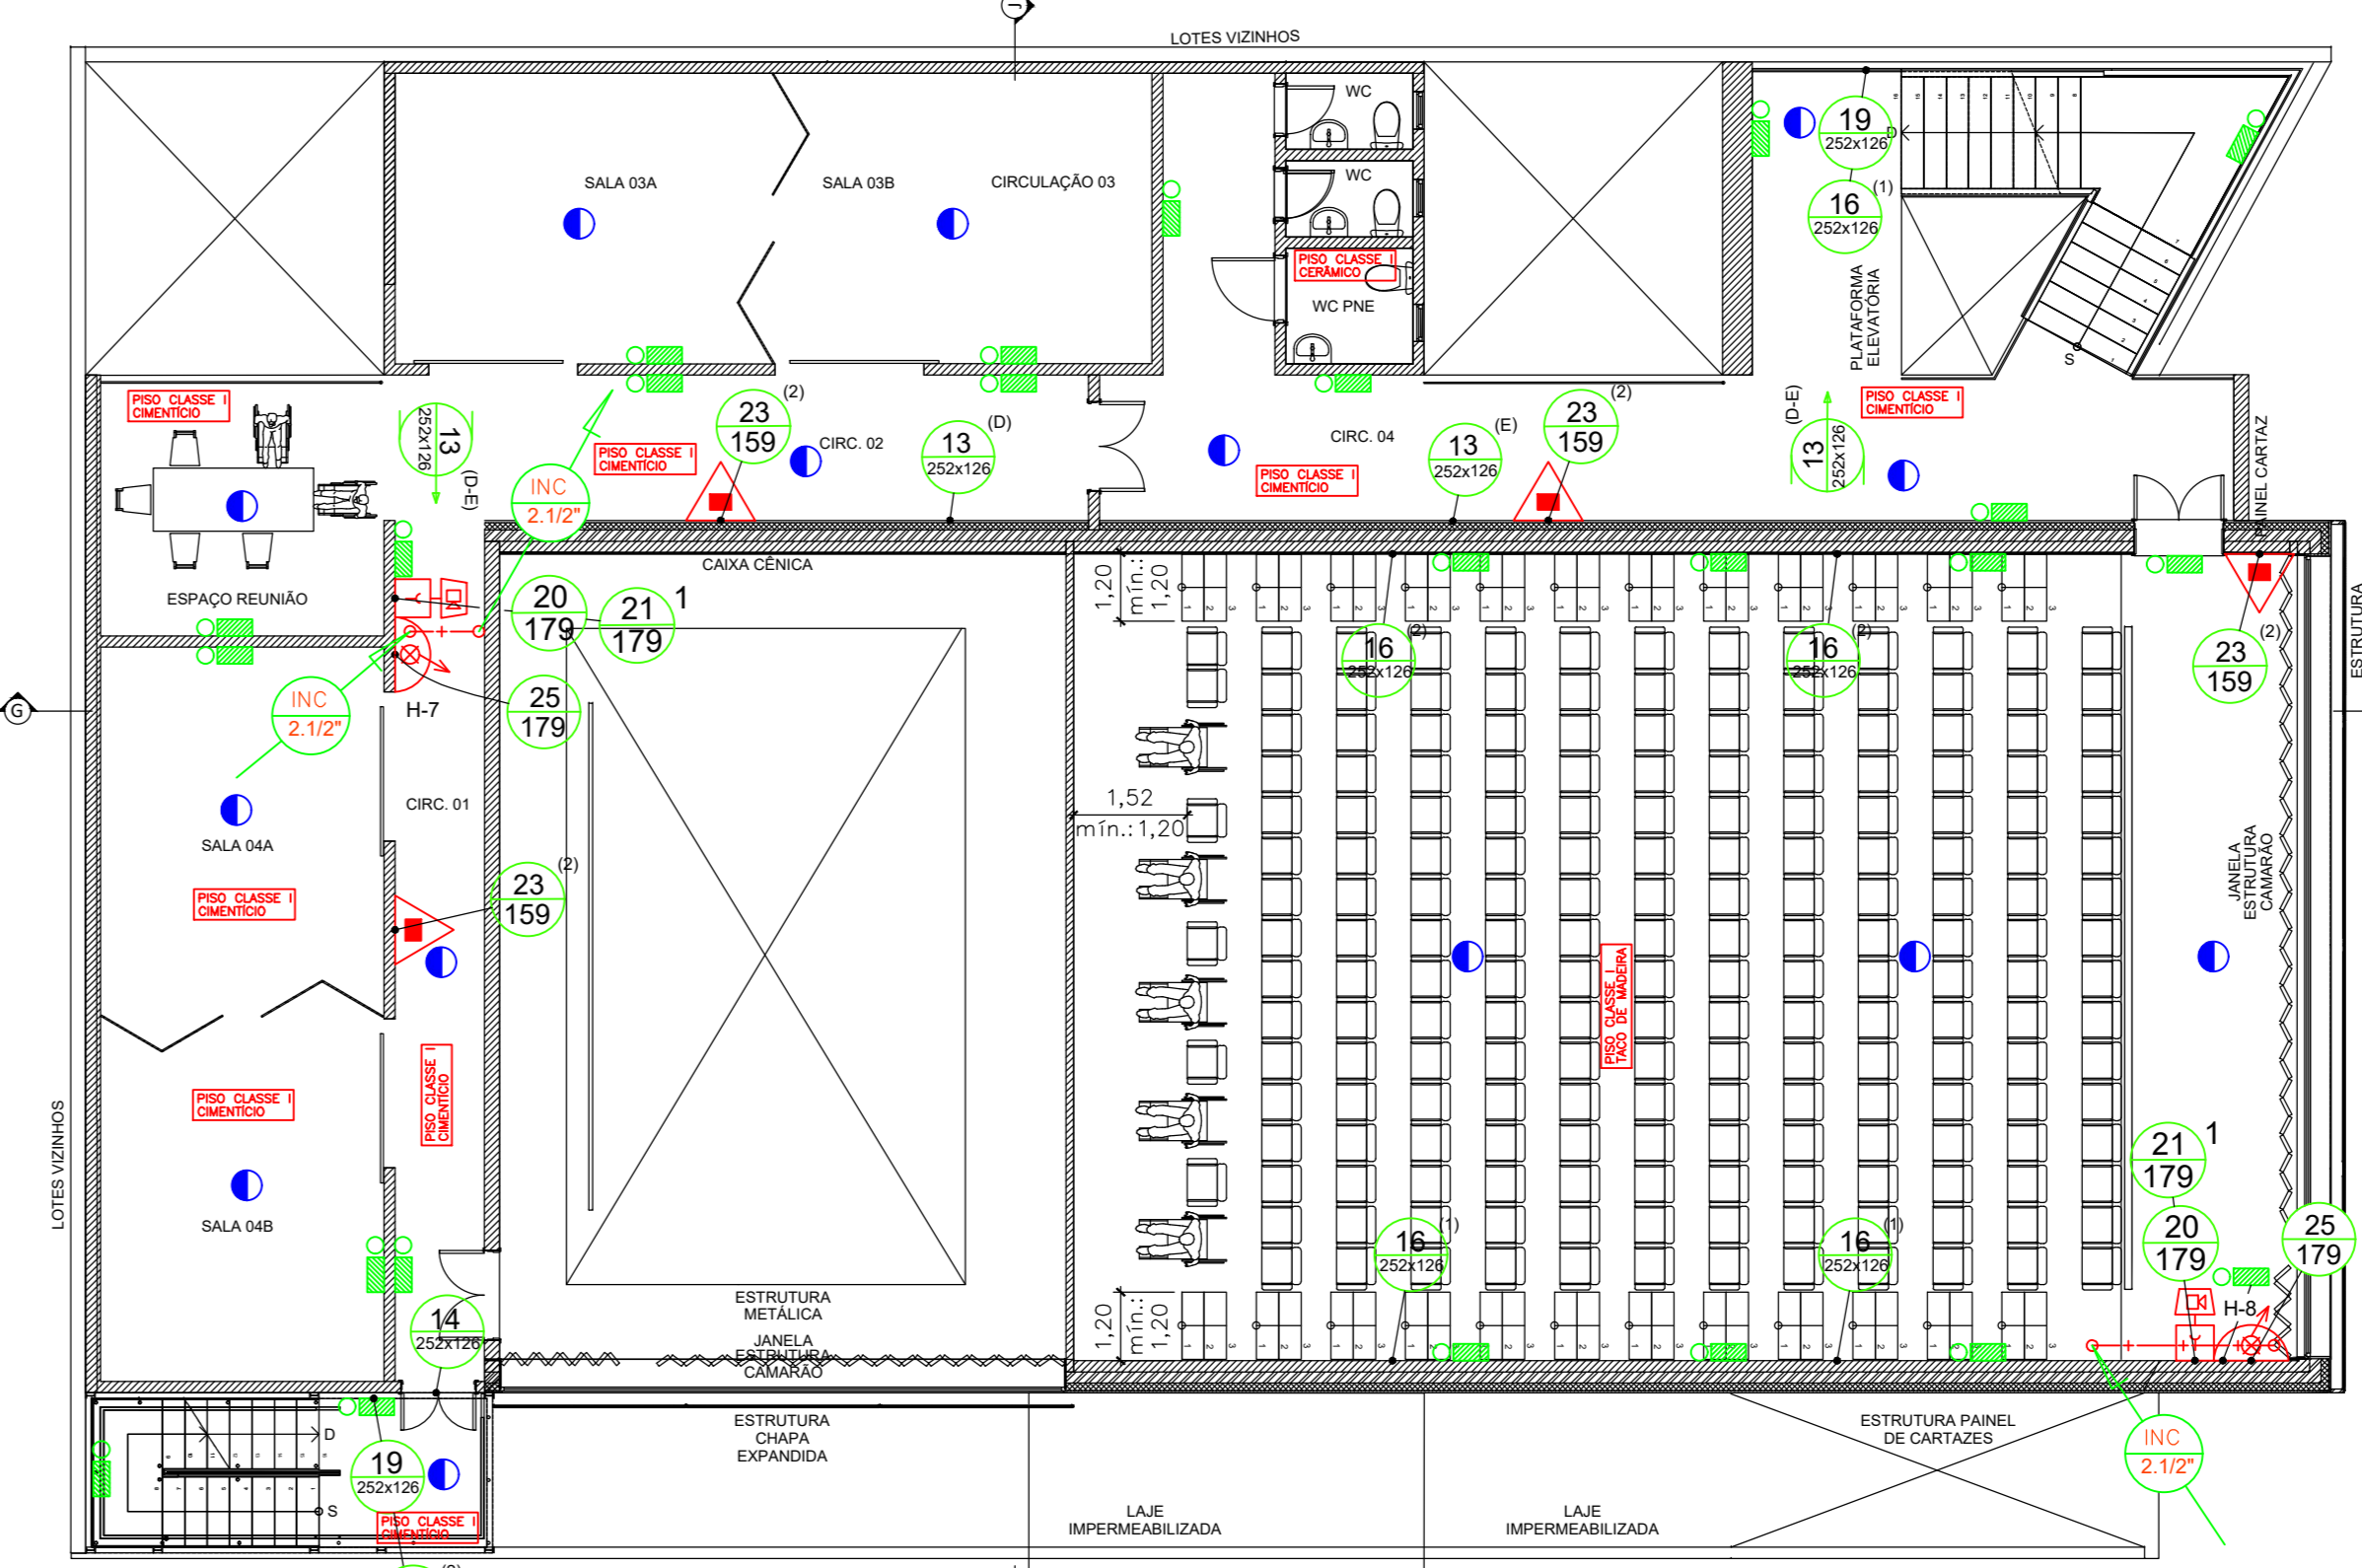 J
LOTES VIZINHOS
WC
SALA 03A
SALA 03B
CIRCULAÇÃO 03
WC
PISO CLASSE I
CERÂMICO
WC PNE
19
252x126
D
16
(1)
252x126
PLATAFORMA
ELEVATÓRIA
S
PISO CLASSE I
CIMENTÍCIO
13
252x126
(D-E)
INC
2.1/2"
PISO CLASSE I
CIMENTÍCIO
23
(2)
159
CIRC. 02
13
(D)
252x126
CIRC. 04
PISO CLASSE I
CIMENTÍCIO
13
(E)
252x126
23
(2)
159
(D-E)
13
252x126
PISO CLASSE I
CIMENTÍCIO
PAINEL CARTAZ
ESTRUTURA
CAIXA CÊNICA
ESPAÇO REUNIÃO
20
179
21
1
179
25
179
H-7
INC
2.1/2"
G
1,20
mín.:
1,20
16
(2)
252x126
16
(2)
252x126
23
(2)
159
CIRC. 01
SALA 04A
PISO CLASSE I
CIMENTÍCIO
23
(2)
159
1,52
mín.:1,20
JANELA
ESTRUTURA
CAMARÃO
PISO CLASSE I
TACO DE MADEIRA
PISO CLASSE I
CIMENTÍCIO
PISO CLASSE I
CIMENTÍCIO
LOTES VIZINHOS
SALA 04B
21
1
179
20
179
25
179
H-8
16
(1)
252x126
16
(1)
252x126
1,20
mín.:
1,20
ESTRUTURA
METÁLICA
JANELA
ESTRUTURA
CAMARÃO
14
252x126
ESTRUTURA
CHAPA
EXPANDIDA
ESTRUTURA PAINEL
DE CARTAZES
INC
2.1/2"
D
19
252x126
S
PISO CLASSE I
CIMENTÍCIO
LAJE
IMPERMEABILIZADA
LAJE
IMPERMEABILIZADA